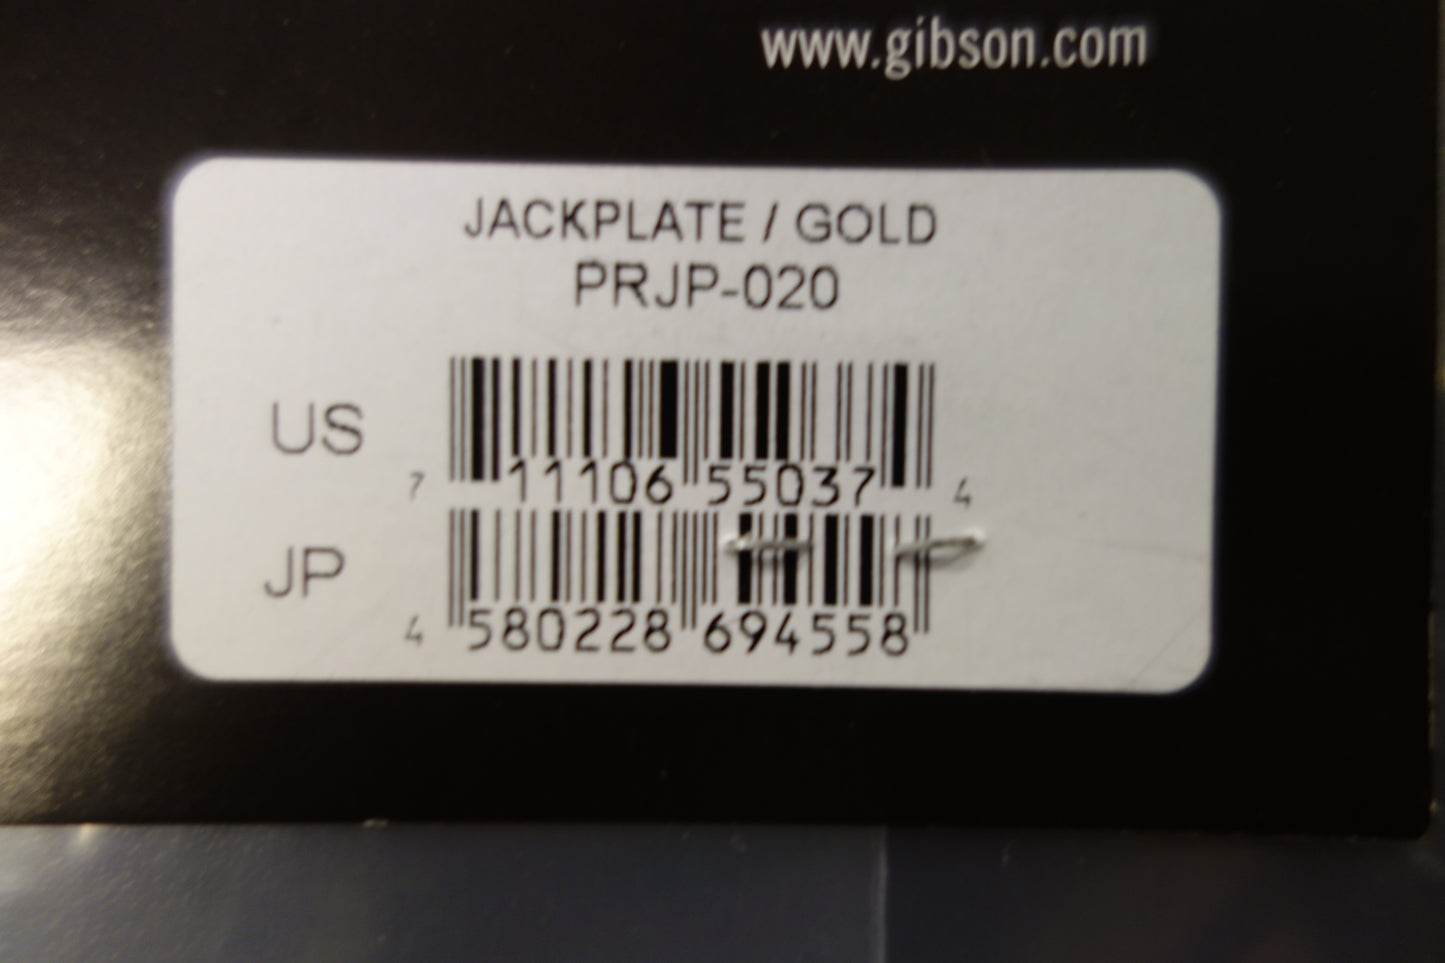 www.gibson.com
JACKPLATE / GOLD
PRJP-020
US
7 11106 55037 4
JP
4 580228 694558